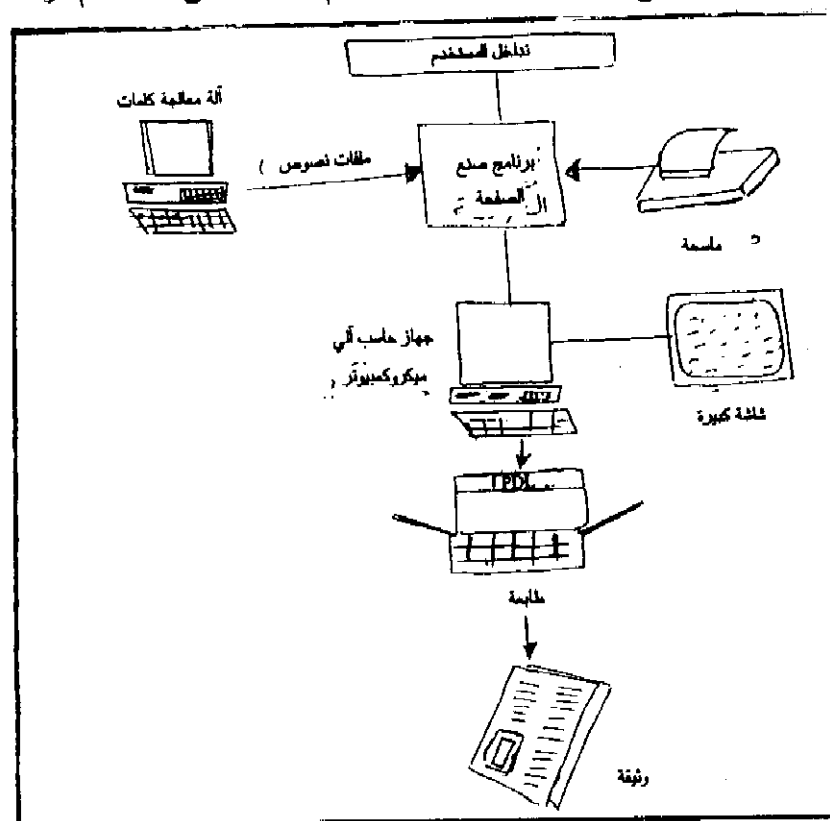 تداخل المستخدم
آلة معالجة كلمات
ملفات نصوص )
برنامج صنع
الصفحة
ماسحة
جهاز حاسب آلي
ميكروكمبيوتر
شاشة كبيرة
PDL
طابعة
وثيقة